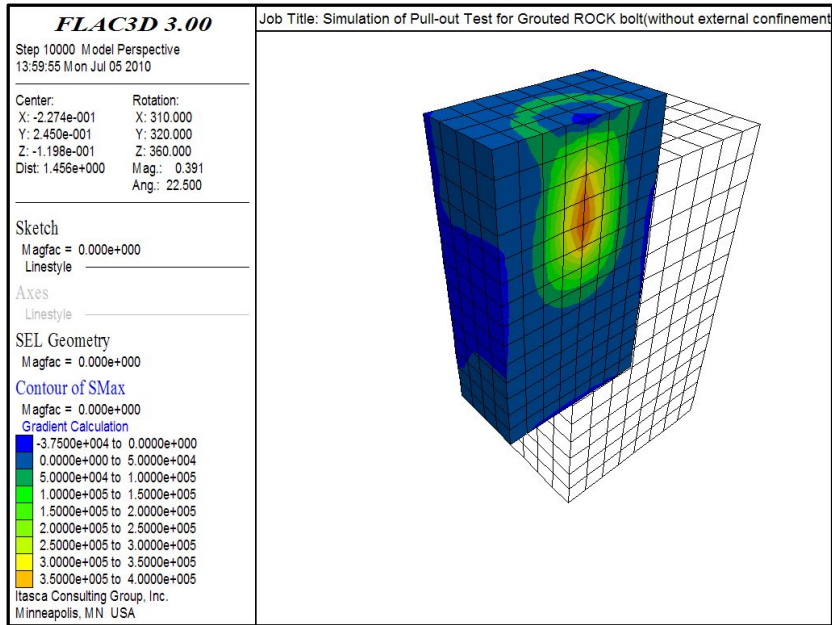 FLAC3D 3.00
Step 10000 Model Perspective
13:59:55 Mon Jul 05 2010
Center:
X: -2.274e-001
Y: 2.450e-001
Z: -1.198e-001
Dist: 1.456e+000
Rotation:
X: 310.000
Y: 320.000
Z: 360.000
Mag.: 0.391
Ang.: 22.500
Sketch
Magfac = 0.000e+000
Linestyle
Axes
Linestyle
SEL Geometry
Magfac = 0.000e+000
Contour of SMax
Magfac = 0.000e+000
Gradient Calculation
-3.7500e+004 to 0.0000e+000
0.0000e+000 to 5.0000e+004
5.0000e+004 to 1.0000e+005
1.0000e+005 to 1.5000e+005
1.5000e+005 to 2.0000e+005
2.0000e+005 to 2.5000e+005
2.5000e+005 to 3.0000e+005
3.0000e+005 to 3.5000e+005
3.5000e+005 to 4.0000e+005
Itasca Consulting Group, Inc.
Minneapolis, MN USA
Job Title: Simulation of Pull-out Test for Grouted ROCK bolt(without external confinement